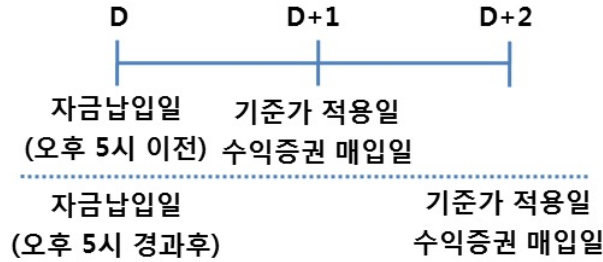 D D+1 D+2
자금납입일 기준가 적용일
(오후 5시 이전) 수익증권 매입일
자금납입일 기준가 적용일
(오후 5시 경과후) 수익증권 매입일